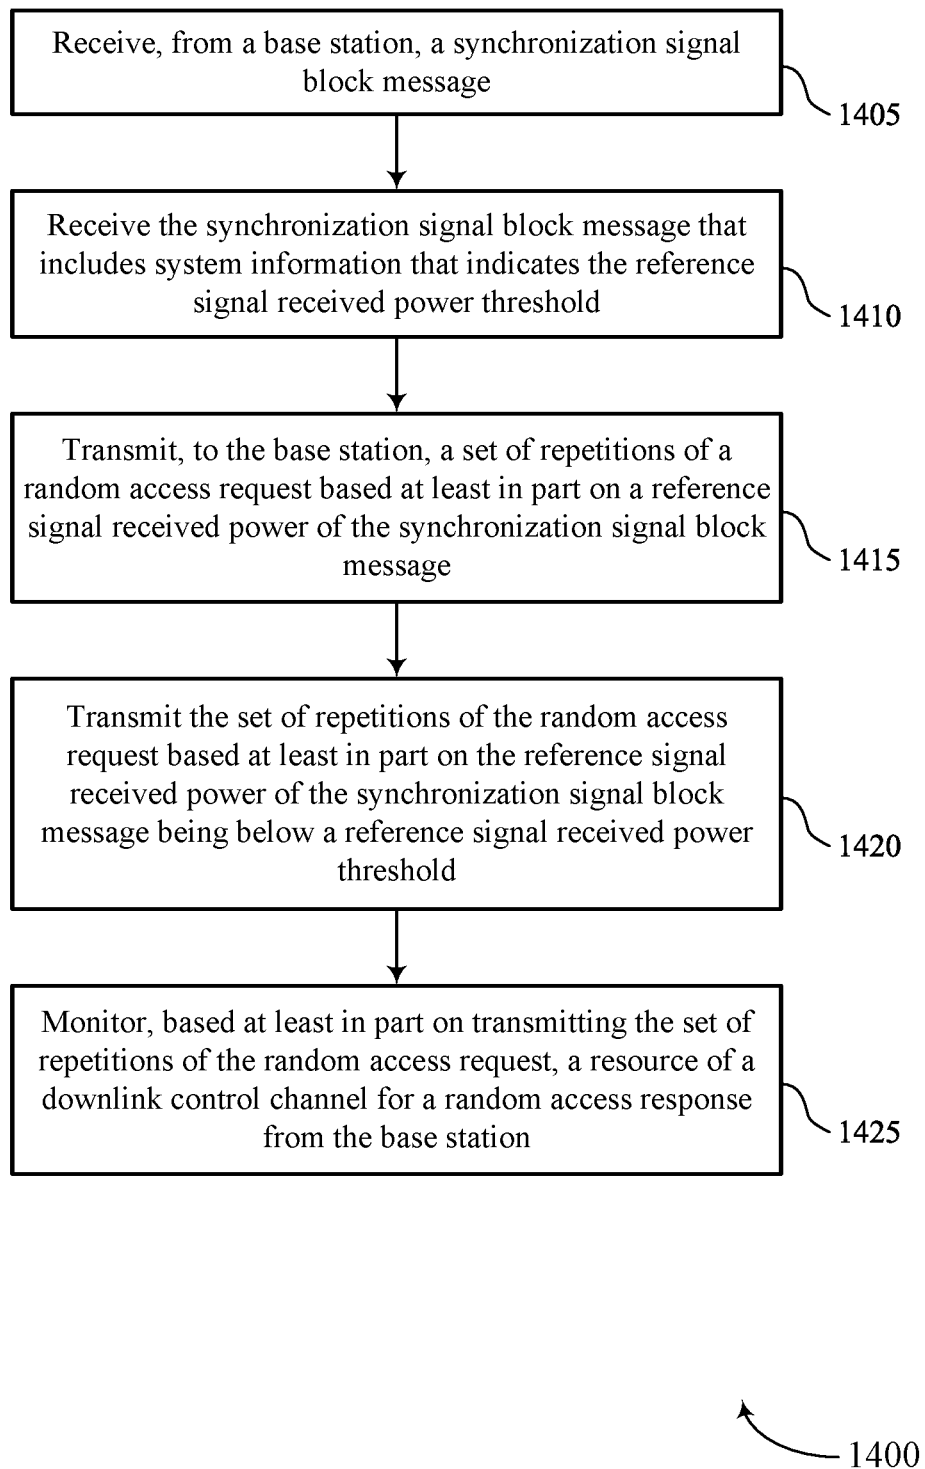 Receive, from a base station, a synchronization signal
block message
1405
Receive the synchronization signal block message that
includes system information that indicates the reference
signal received power threshold
1410
Transmit, to the base station, a set of repetitions of a
random access request based at least in part on a reference
signal received power of the synchronization signal block
message
1415
Transmit the set of repetitions of the random access
request based at least in part on the reference signal
received power of the synchronization signal block
message being below a reference signal received power
threshold
1420
Monitor, based at least in part on transmitting the set of
repetitions of the random access request, a resource of a
downlink control channel for a random access response
from the base station
1425
1400